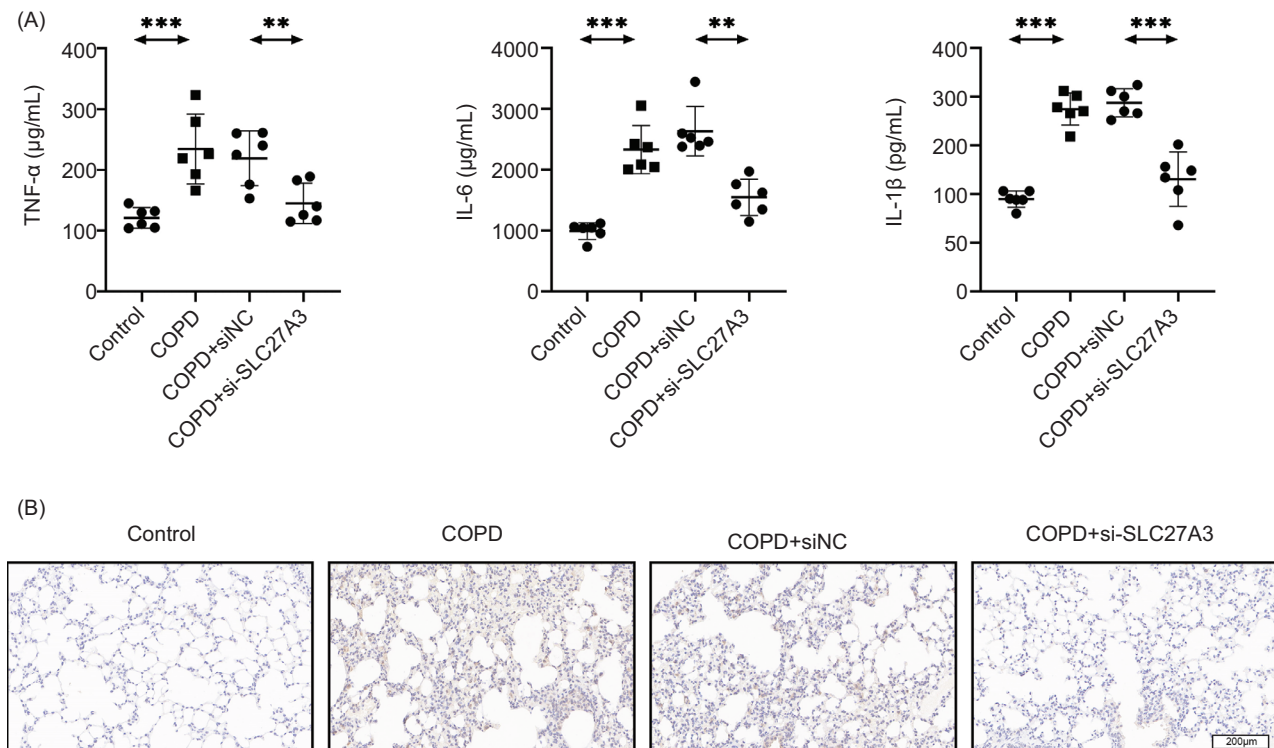 (A)
*** **
TNF-α (µg/mL)
400
300
200
100
0
Control
COPD
COPD+siNC
COPD+si-SLC27A3
*** **
IL-6 (µg/mL)
4000
3000
2000
1000
0
Control
COPD
COPD+siNC
COPD+si-SLC27A3
*** ***
IL-1β (pg/mL)
400
300
100
50
0
Control
COPD
COPD+siNC
COPD+si-SLC27A3
(B)
Control COPD COPD+siNC COPD+si-SLC27A3
200µm